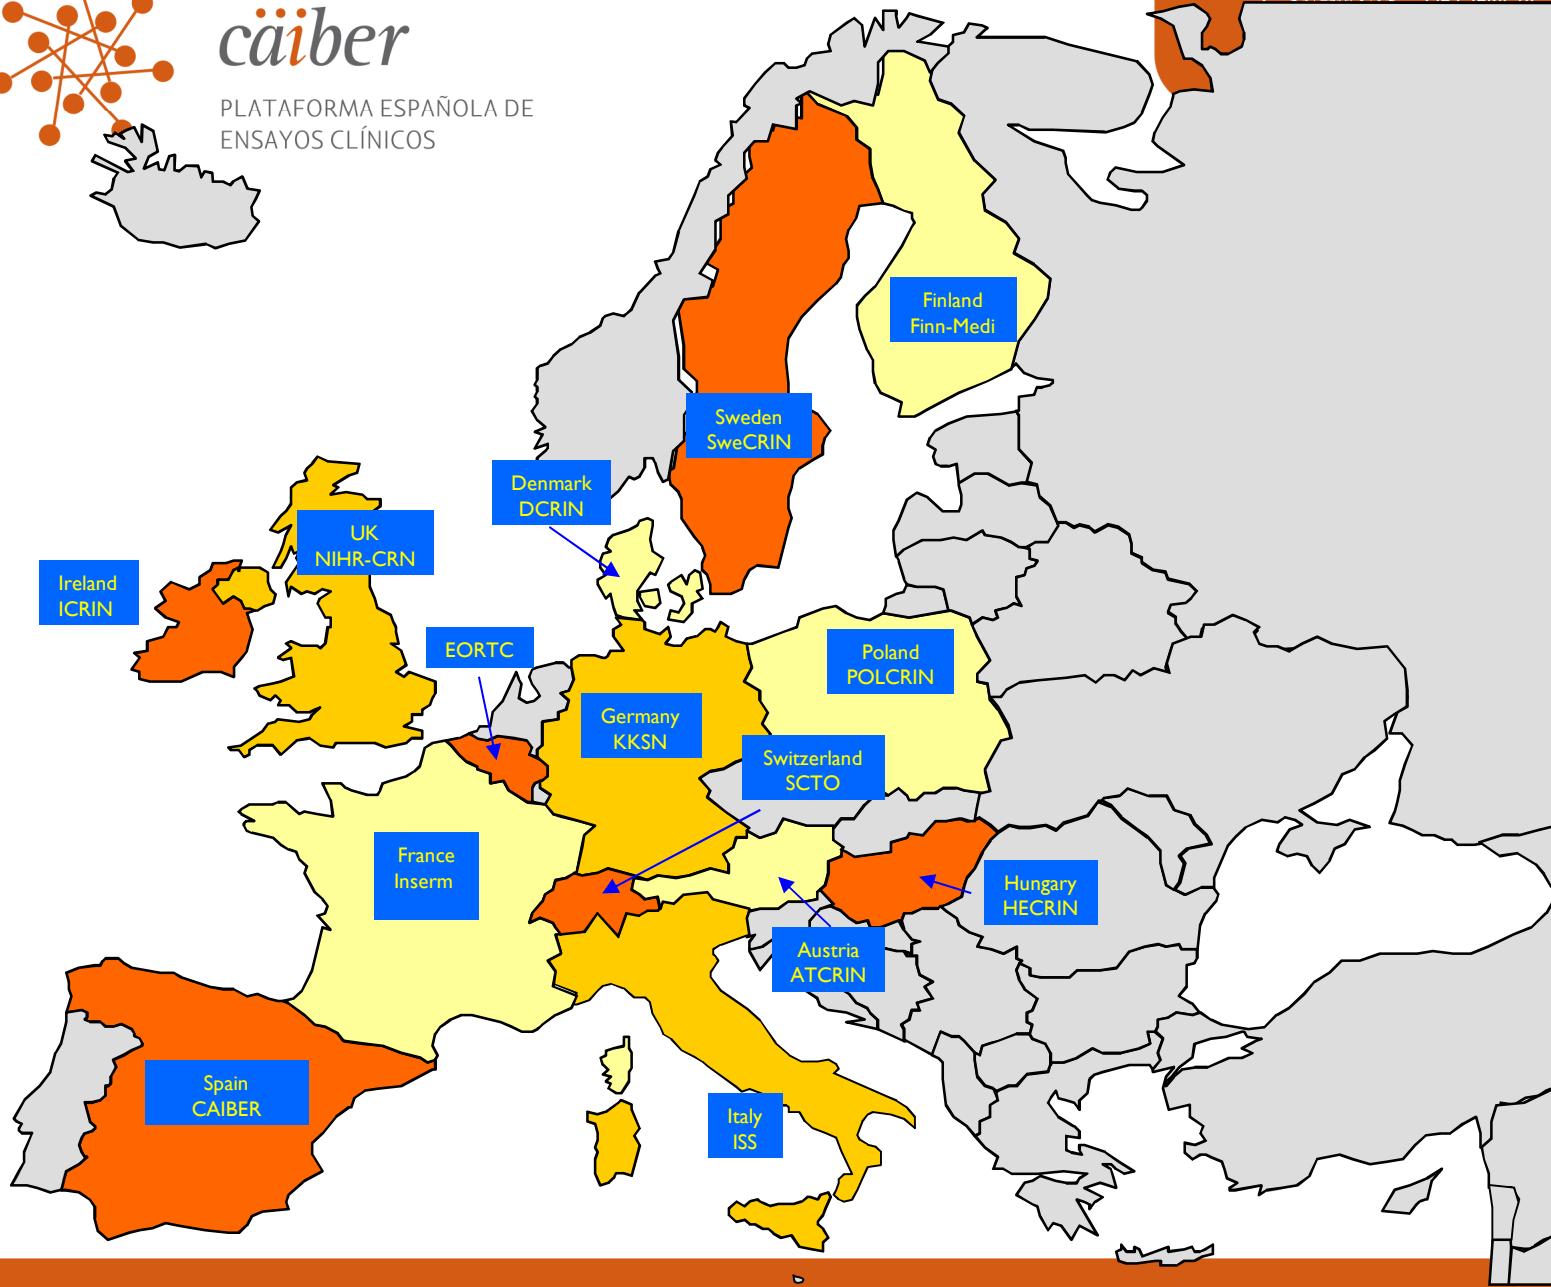 cäiber
PLATAFORMA ESPAÑOLA DE
ENSAYOS CLÍNICOS
Finland
Finn-Medi
Sweden
SweCRIN
Denmark
DCRIN
UK
NIHR-CRN
Ireland
ICRIN
EORTC
Poland
POLCRIN
Germany
KKSN
Switzerland
SCTO
France
Inserm
Hungary
HECRIN
Austria
ATCRIN
Spain
CAIBER
Italy
ISS